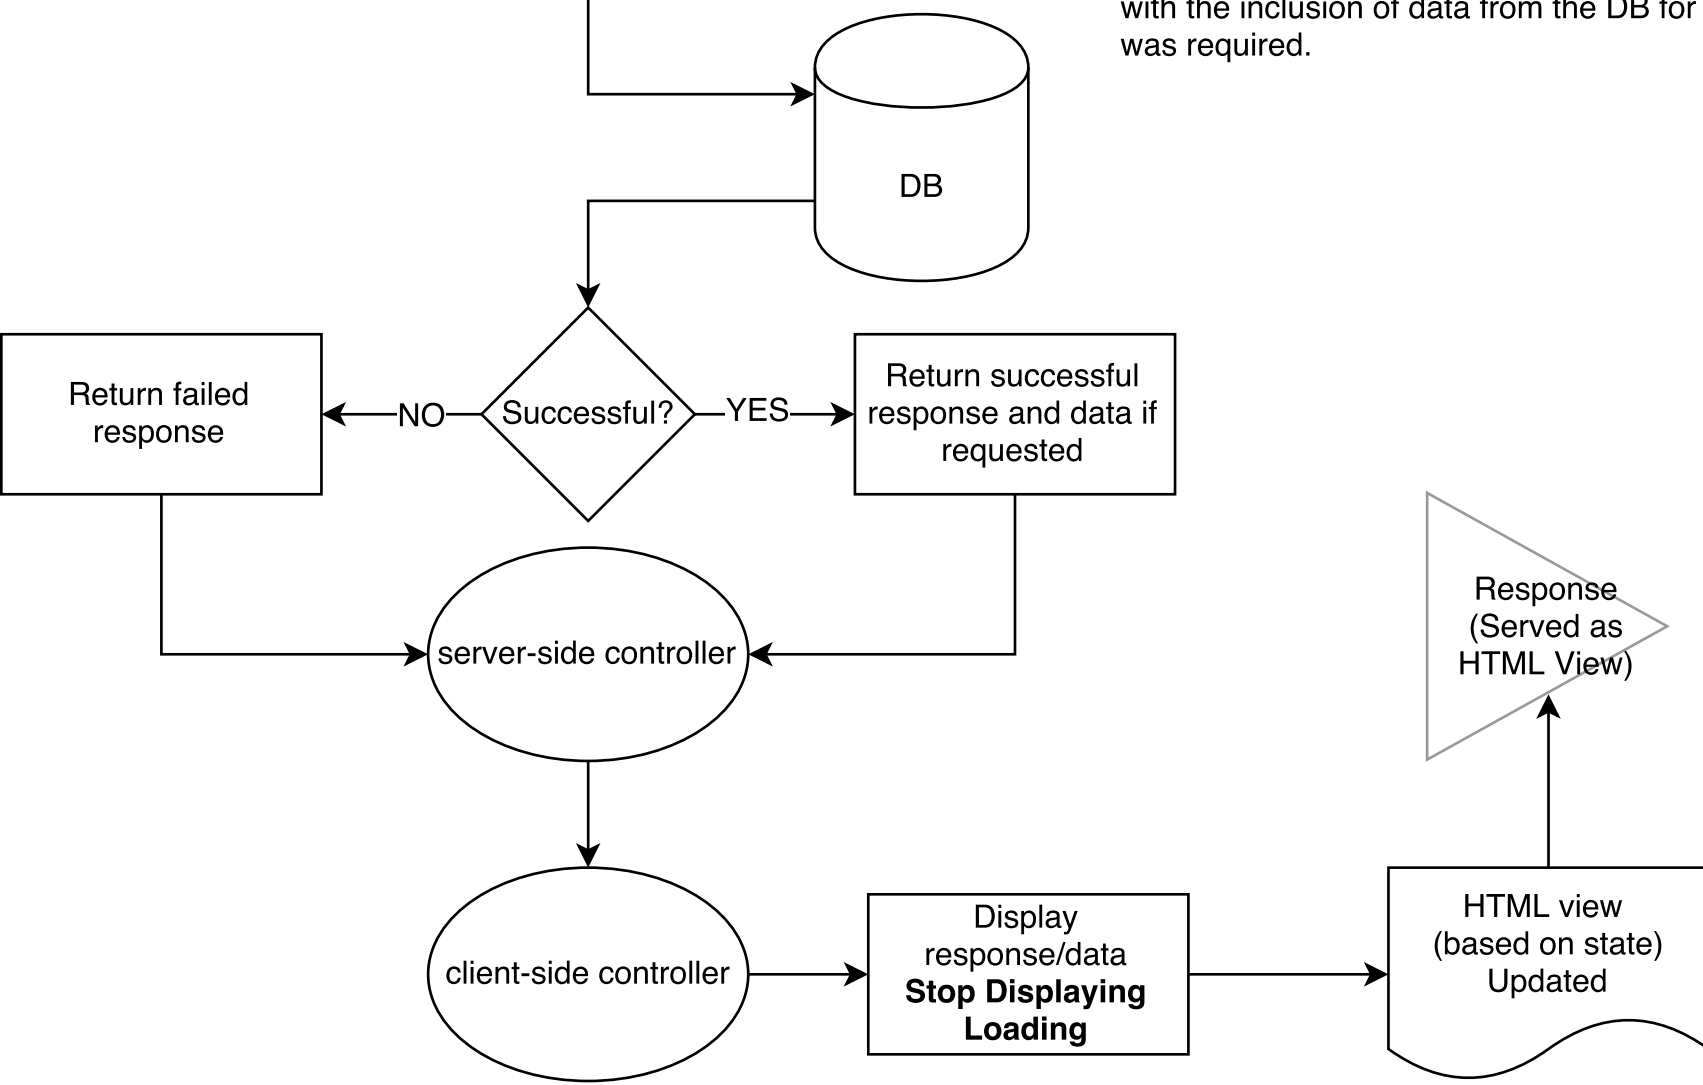 with the inclusion of data from the DB for
was required.
DB
Return failed
response
NO
Successful?
YES
Return successful
response and data if
requested
server-side controller
Response
(Served as
HTML View)
client-side controller
Display
response/data
Stop Displaying
Loading
HTML view
(based on state)
Updated